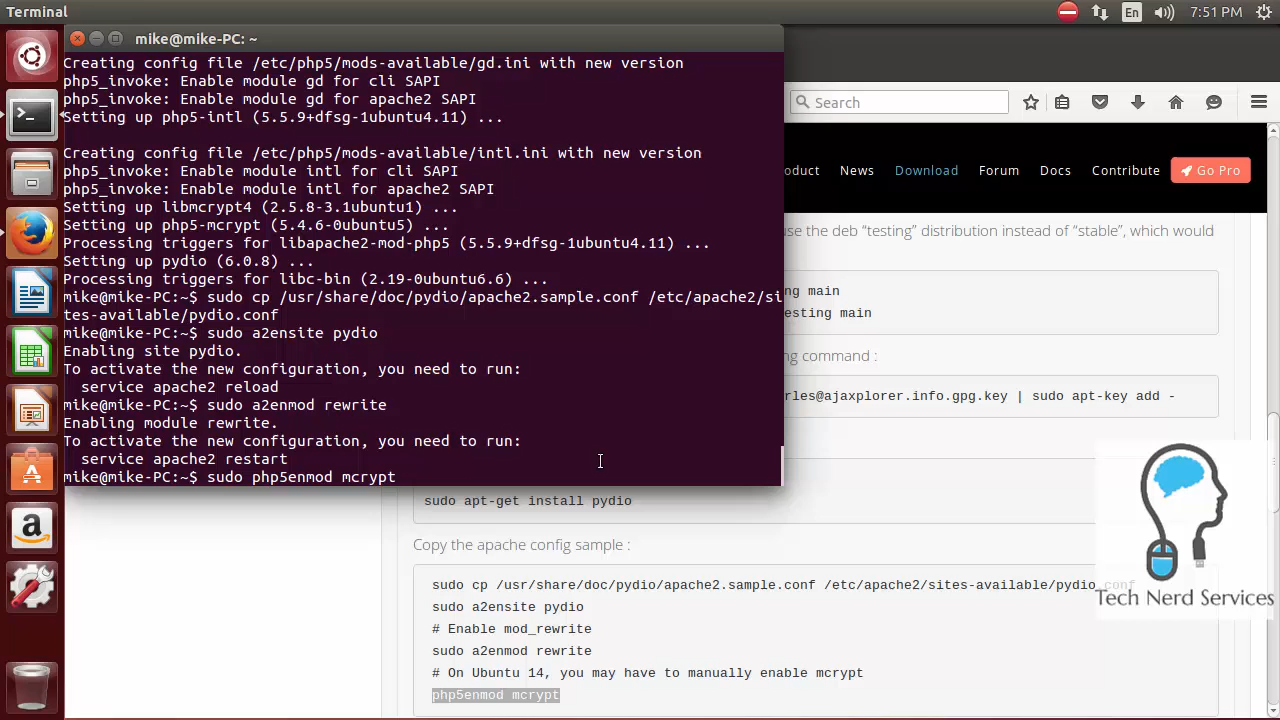 Terminal
En
7:51 PM
mike@mike-PC: ~
Creating config file /etc/php5/mods-available/gd.ini with new version
php5_invoke: Enable module gd for cli SAPI
php5_invoke: Enable module gd for apache2 SAPI
Setting up php5-intl (5.5.9+dfsg-1ubuntu4.11) ...
Creating config file /etc/php5/mods-available/intl.ini with new version
php5_invoke: Enable module intl for cli SAPI
php5_invoke: Enable module intl for apache2 SAPI
Setting up libmcrypt4 (2.5.8-3.1ubuntu1) ...
Setting up php5-mcrypt (5.4.6-0ubuntu5) ...
Processing triggers for libapache2-mod-php5 (5.5.9+dfsg-1ubuntu4.11) ...
Setting up pydio (6.0.8) ...
Processing triggers for libc-bin (2.19-0ubuntu6.6) ...
mike@mike-PC:~$ sudo cp /usr/share/doc/pydio/apache2.sample.conf /etc/apache2/si
tes-available/pydio.conf
mike@mike-PC:~$ sudo a2ensite pydio
Enabling site pydio.
To activate the new configuration, you need to run:
service apache2 reload
mike@mike-PC:~$ sudo a2enmod rewrite
Enabling module rewrite.
To activate the new configuration, you need to run:
service apache2 restart
mike@mike-PC:~$ sudo php5enmod mcrypt
Search
oduct News Download Forum Docs Contribute Go Pro
use the deb “testing” distribution instead of “stable”, which would
ng main
esting main
ng command :
rles@ajaxplorer.info.gpg.key | sudo apt-key add -
sudo apt-get install pydio
Copy the apache config sample :
sudo cp /usr/share/doc/pydio/apache2.sample.conf /etc/apache2/sites-available/pydio.conf
sudo a2ensite pydio
# Enable mod_rewrite
sudo a2enmod rewrite
# On Ubuntu 14, you may have to manually enable mcrypt
php5enmod mcrypt
Tech Nerd Services